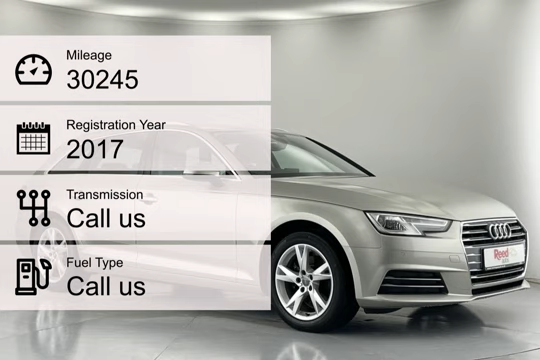 Mileage
30245
Registration Year
2017
Transmission
Call us
Fuel Type
Call us
Reed